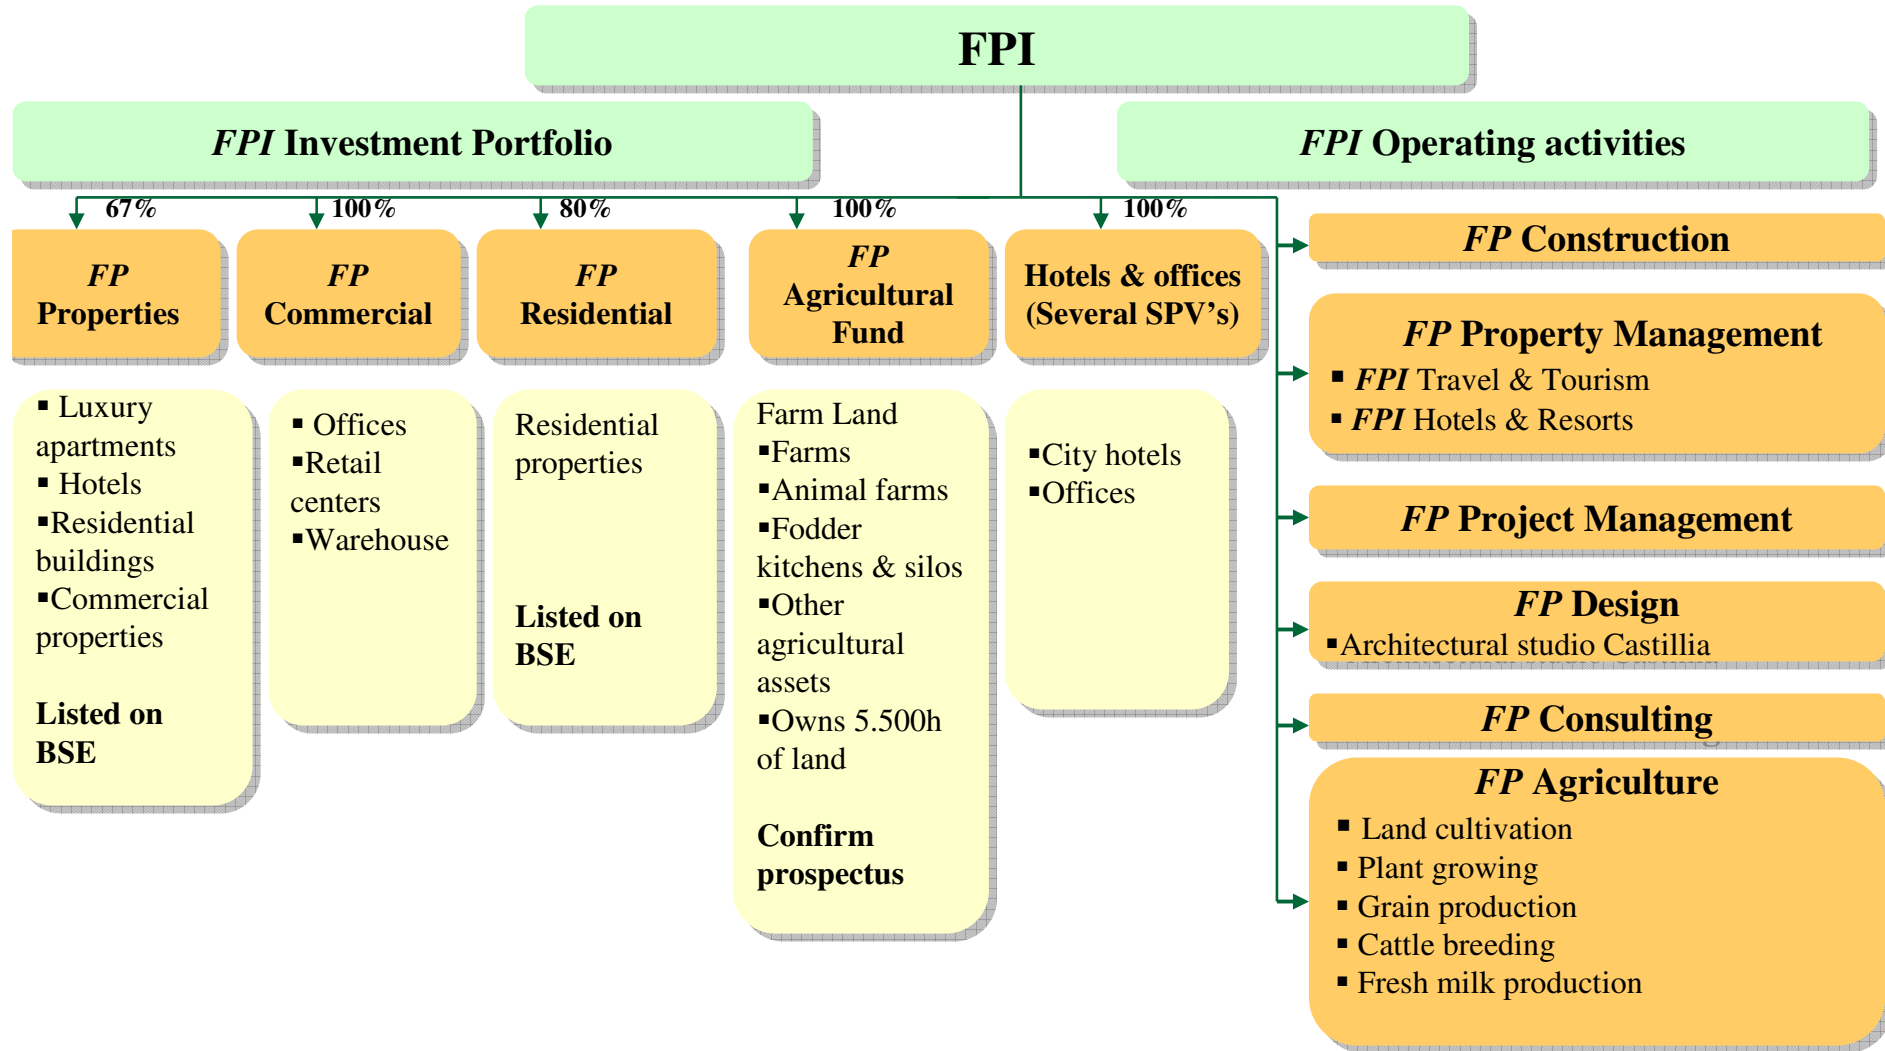 FPI
FPI Investment Portfolio
FPI Operating activities
67%
100%
80%
100%
100%
FP
Properties
FP
Commercial
FP
Residential
FP
Agricultural
Fund
Hotels & offices
(Several SPV’s)
▪ Luxury
apartments
▪ Hotels
▪Residential
buildings
▪Commercial
properties
Listed on
BSE
▪ Offices
▪Retail
centers
▪Warehouse
Residential
properties
Listed on
BSE
Farm Land
▪Farms
▪Animal farms
▪Fodder
kitchens & silos
▪Other
agricultural
assets
▪Owns 5.500h
of land
Confirm
prospectus
▪City hotels
▪Offices
FP Construction
FP Property Management
▪ FPI Travel & Tourism
▪ FPI Hotels & Resorts
FP Project Management
FP Design
▪Architectural studio Castillia
FP Consulting
FP Agriculture
▪ Land cultivation
▪ Plant growing
▪ Grain production
▪ Cattle breeding
▪ Fresh milk production